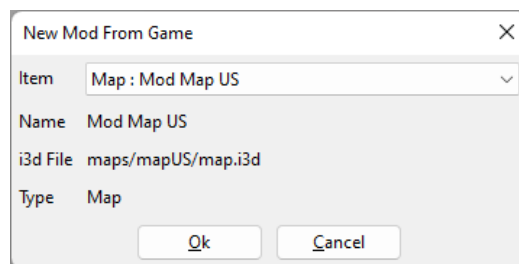 New Mod From Game
Item Map : Mod Map US
Name Mod Map US
i3d File maps/mapUS/map.i3d
Type Map
Ok Cancel